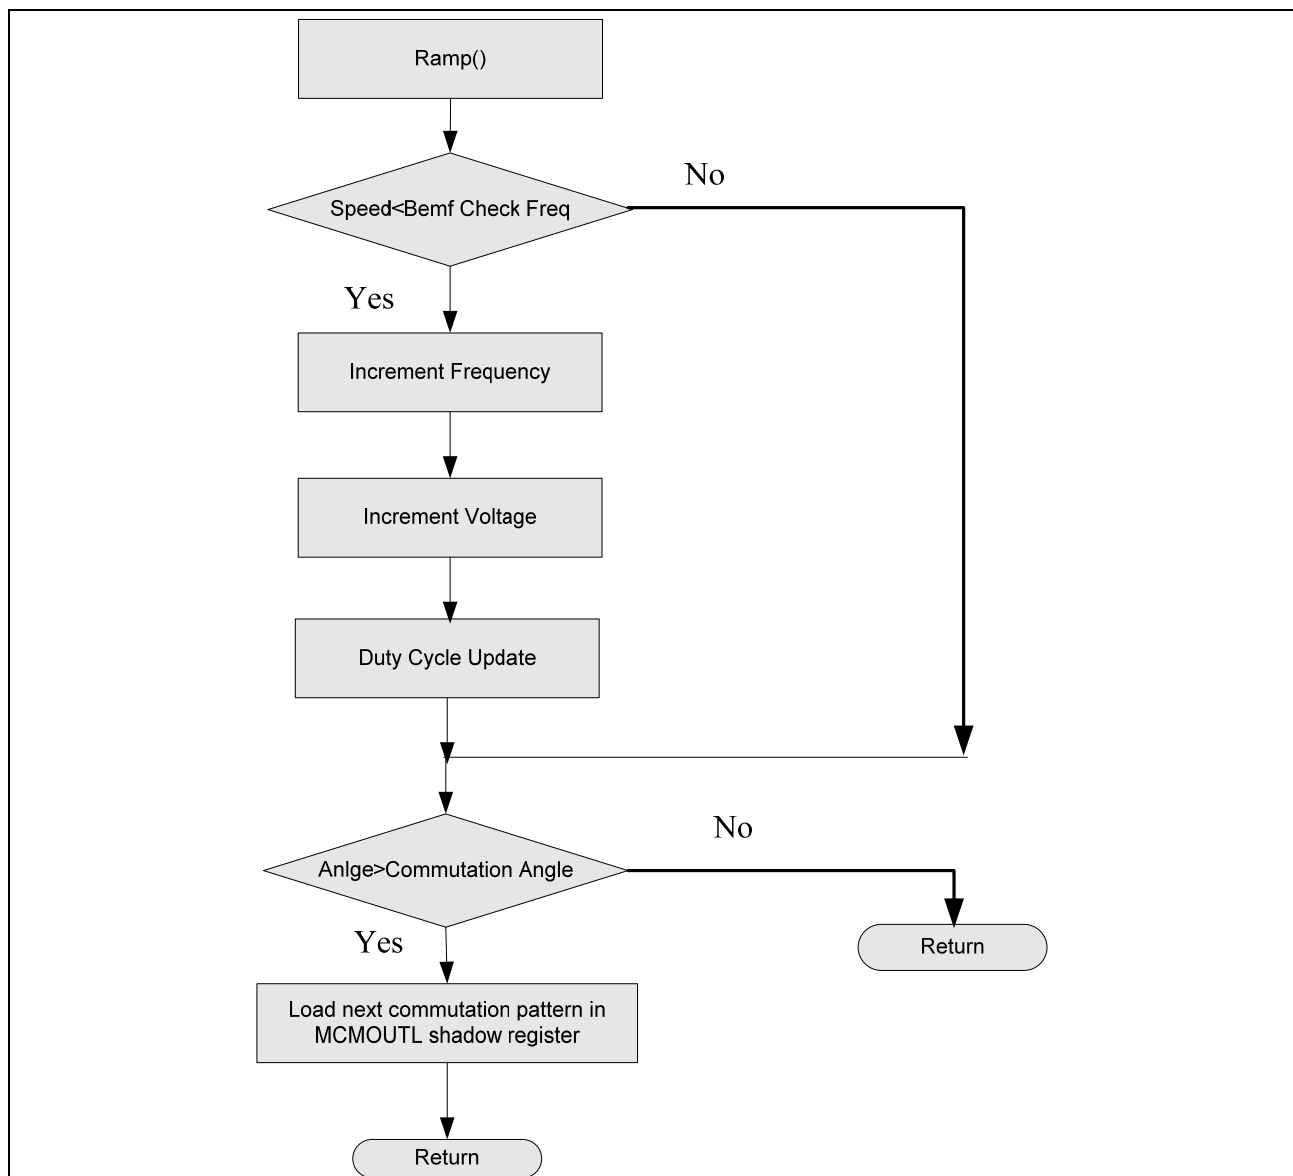 Ramp()
No
Speed<Bemf Check Freq
Yes
Increment Frequency
Increment Voltage
Duty Cycle Update
No
Anlge>Commutation Angle
Yes
Return
Load next commutation pattern in
MCMOUTL shadow register
Return